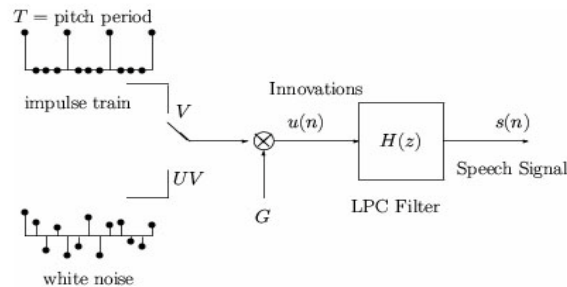 T = pitch period
impulse train
V
Innovations
u(n)
H(z)
s(n)
UV
Speech Signal
G
LPC Filter
white noise